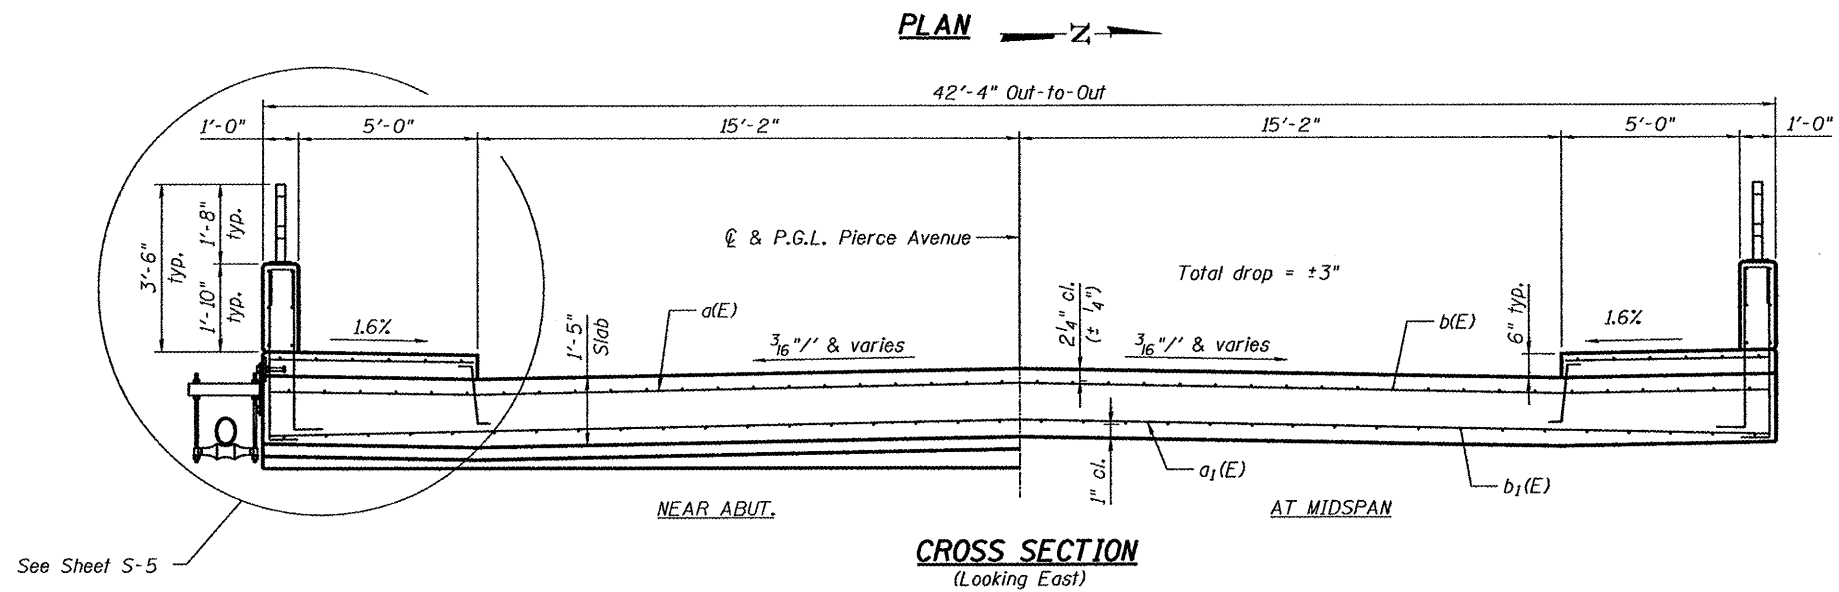 PLAN
N
42'-4" Out-to-Out
1'-0"
5'-0"
15'-2"
15'-2"
5'-0"
1'-0"
3'-6"
typ.
1'-8"
typ.
1'-10"
typ.
℄ & P.G.L. Pierce Avenue
Total drop = ±3"
1.6%
1'-5"
Slab
a(E)
3/16"/' & varies
2 1/4" cl.
(± 1/4")
3/16"/' & varies
b(E)
6" typ.
1.6%
1" cl.
a1(E)
b1(E)
NEAR ABUT.
AT MIDSPAN
See Sheet S-5
CROSS SECTION
(Looking East)